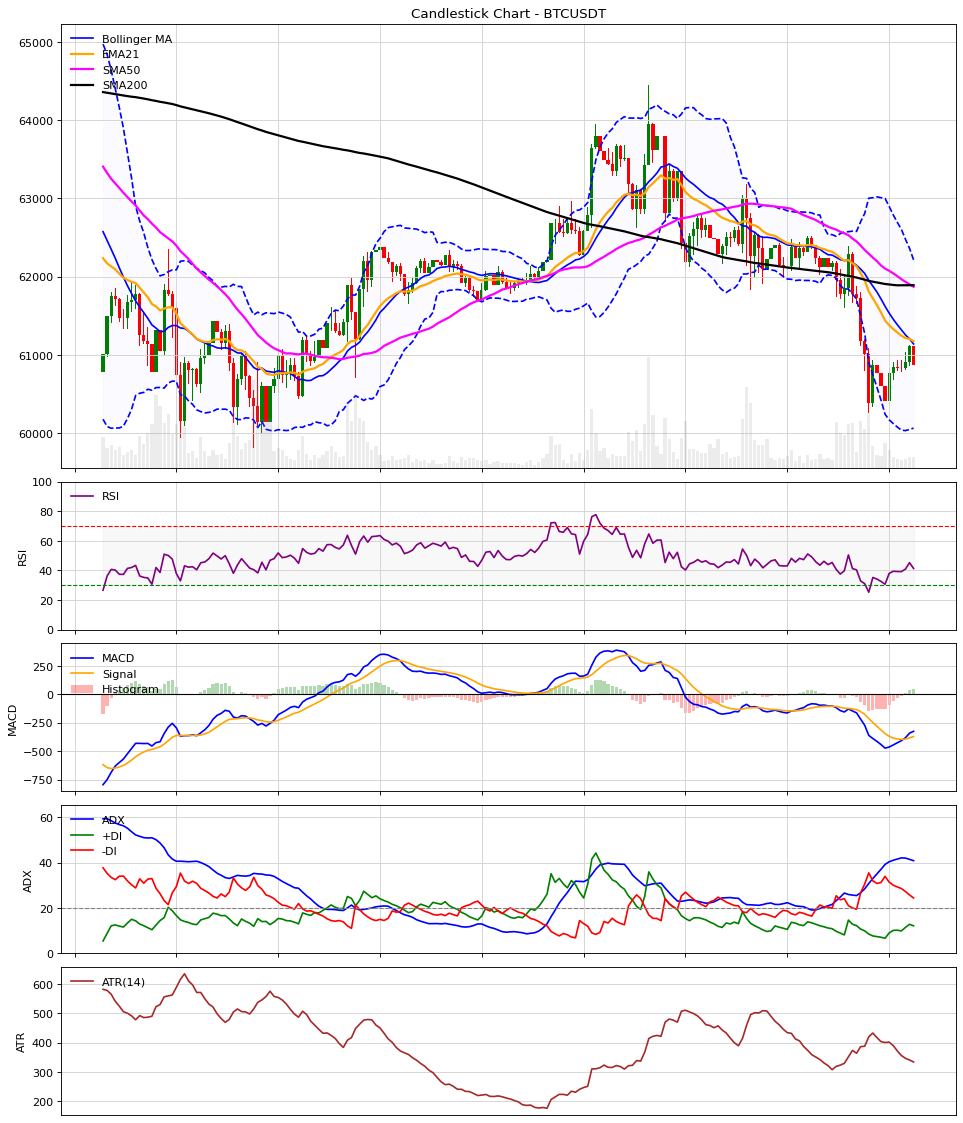 Candlestick Chart - BTCUSDT
65000
64000
63000
62000
61000
60000
Bollinger MA
EMA21
SMA50
SMA200
100
80
60
40
20
0
RSI
RSI
250
0
−250
−500
−750
MACD
MACD
Signal
Histogram
60
40
20
0
ADX
ADX
+DI
-DI
600
500
400
300
200
ATR
ATR(14)